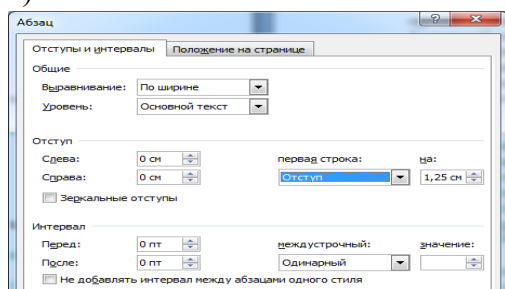 Абзац
Отступы и интервалы Положение на странице
Общие
Выравнивание: По ширине
Уровень: Основной текст
Отступ
Слева: 0 см первая строка: на:
Справа: 0 см Отступ 1,25 см
Зеркальные отступы
Интервал
Перед: 0 пт междустрочный: значение:
После: 0 пт Одинарный
Не добавлять интервал между абзацами одного стиля